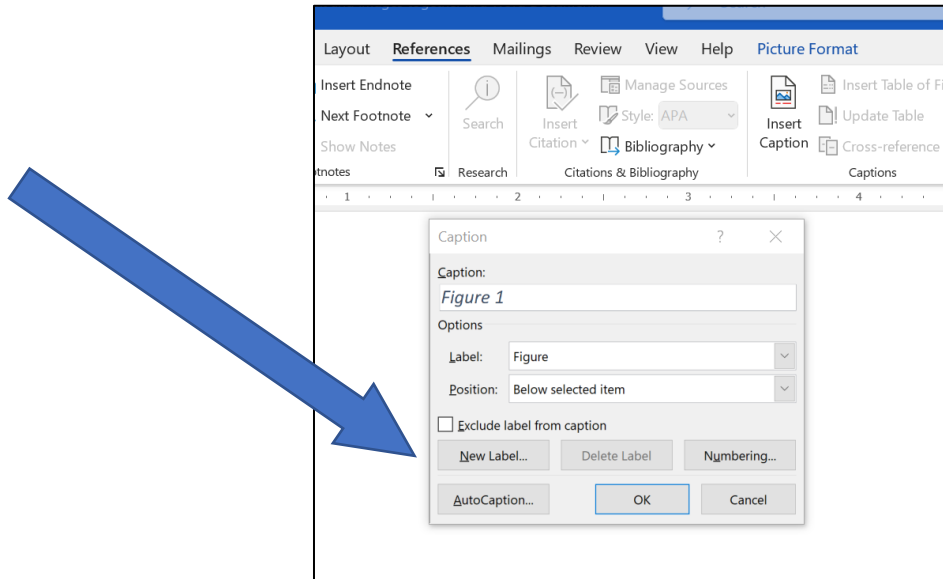 Layout References Mailings Review View Help Picture Format
Insert Endnote
Next Footnote
Show Notes
Search
Insert
Citation
Manage Sources
Style: APA
Bibliography
Insert
Caption
Insert Table of
Update Table
Cross-reference
Research
Citations & Bibliography
Captions
1 2 3 4
Caption ?
Caption:
Figure 1
Options
Label: Figure
Position: Below selected item
Exclude label from caption
New Label... Delete Label Numbering...
AutoCaption... OK Cancel